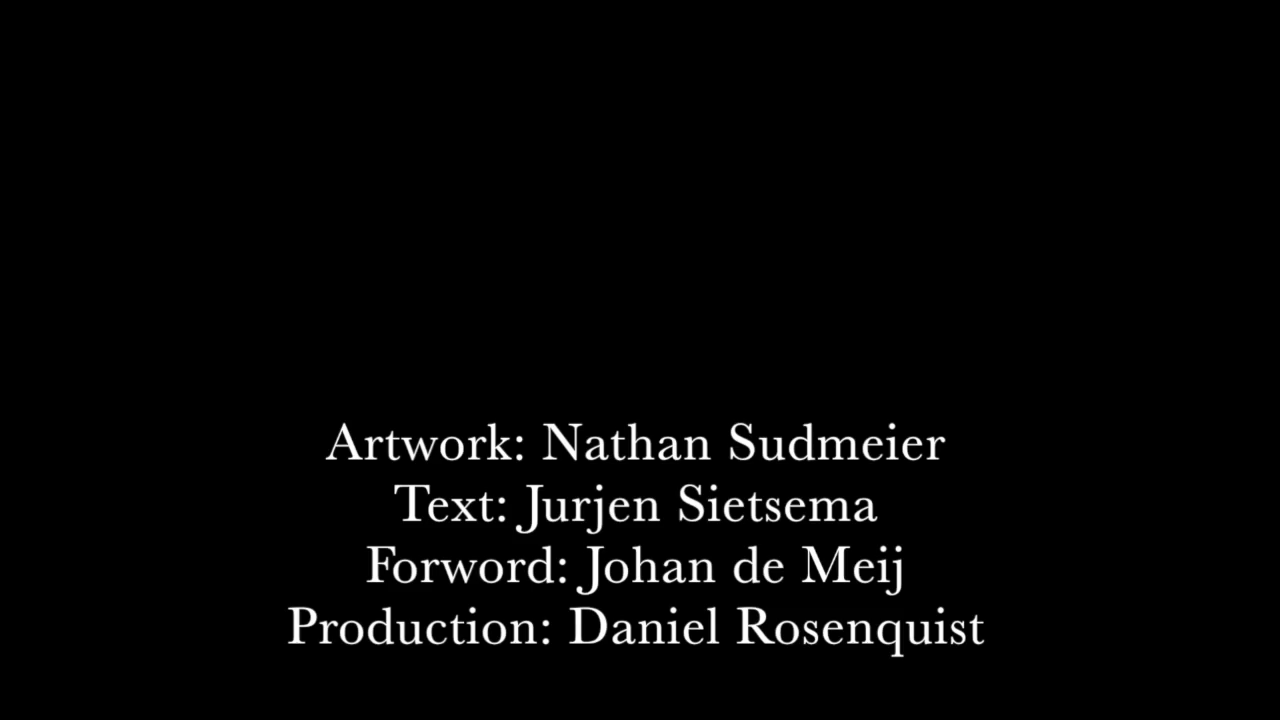 Artwork: Nathan Sudmeier
Text: Jurjen Sietsema
Forword: Johan de Meij
Production: Daniel Rosenquist